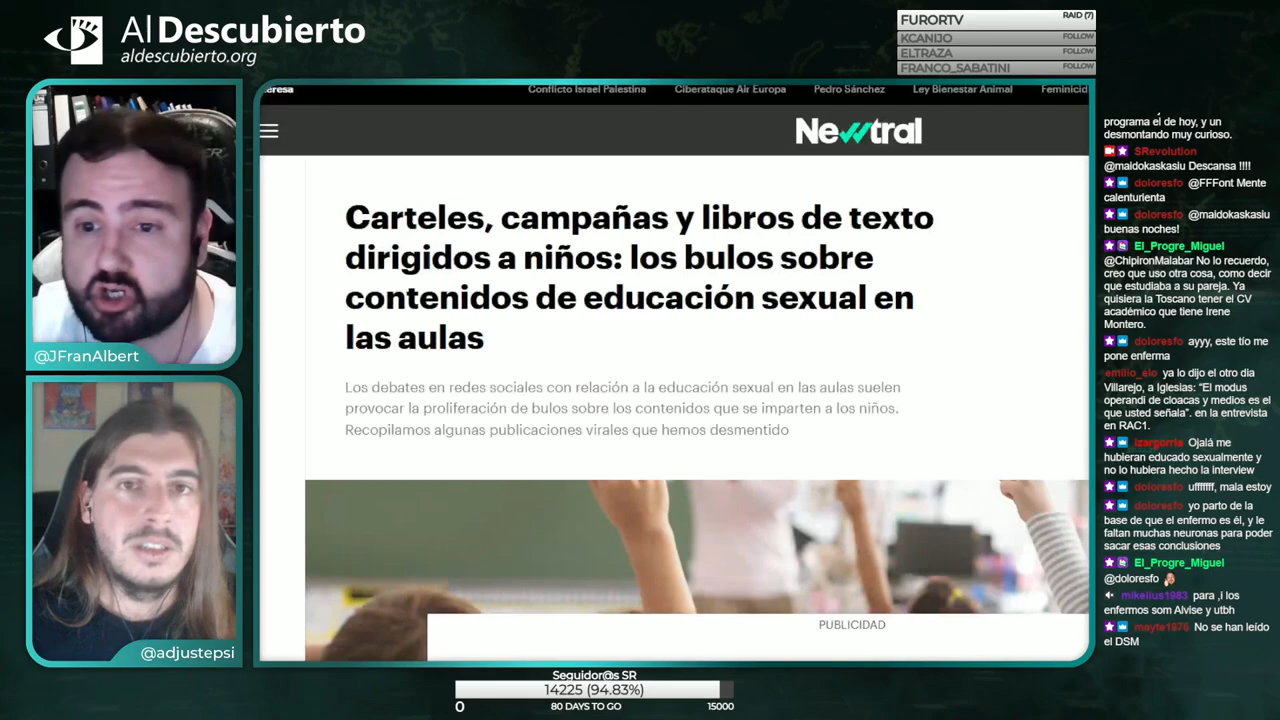 Al Descubierto
aldescubierto.org
FURORTV RAID (7)
KCANIJO FOLLOW
ELTRAZA FOLLOW
FRANCO_SABATINI FOLLOW
eresa Conflicto Israel Palestina Ciberataque Air Europa Pedro Sánchez Ley Bienestar Animal Feminicid
Newtral
Carteles, campañas y libros de texto
dirigidos a niños: los bulos sobre
contenidos de educación sexual en
las aulas
Los debates en redes sociales con relación a la educación sexual en las aulas suelen
provocar la proliferación de bulos sobre los contenidos que se imparten a los niños.
Recopilamos algunas publicaciones virales que hemos desmentido
PUBLICIDAD
@JFranAlbert
@adjustepsi
programa el de hoy, y un
desmontando muy curioso.
SRevolution
@maidokaskasiu Descansa !!!!
doloresfo @FFFont Mente
calenturienta
doloresfo @maidokaskasiu
buenas noches!
El_Progre_Miguel
@ChipironMalabar No lo recuerdo,
creo que uso otra cosa, como decir
que estudiaba a su pareja. Ya
quisiera la Toscano tener el CV
académico que tiene Irene
Montero.
doloresfo ayyy, este tío me
pone enferma
emilio_elo ya lo dijo el otro dia
Villarejo, a Iglesias: "El modus
operandi de cloacas y medios es el
que usted señala". en la entrevista
en RAC1.
izargorria Ojalá me
hubieran educado sexualmente y
no lo hubiera hecho la interview
doloresfo ufffffff, mala estoy
doloresfo yo parto de la
base de que el enfermo es él, y le
faltan muchas neuronas para poder
sacar esas conclusiones
El_Progre_Miguel
@doloresfo
mikelius1983 para ,i los
enfermos som Alvise y utbh
mayte1976 No se han leído
el DSM
Seguidor@s SR
14225 (94.83%)
0 80 DAYS TO GO 15000